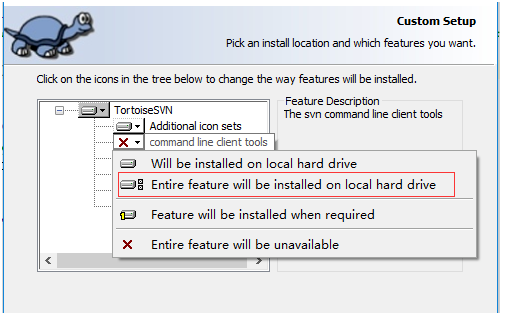 Custom Setup
Pick an install location and which features you want.
Click on the icons in the tree below to change the way features will be installed.
TortoiseSVN
Additional icon sets
command line client tools
Feature Description
The svn command line client tools
Will be installed on local hard drive
Entire feature will be installed on local hard drive
Feature will be installed when required
Entire feature will be unavailable